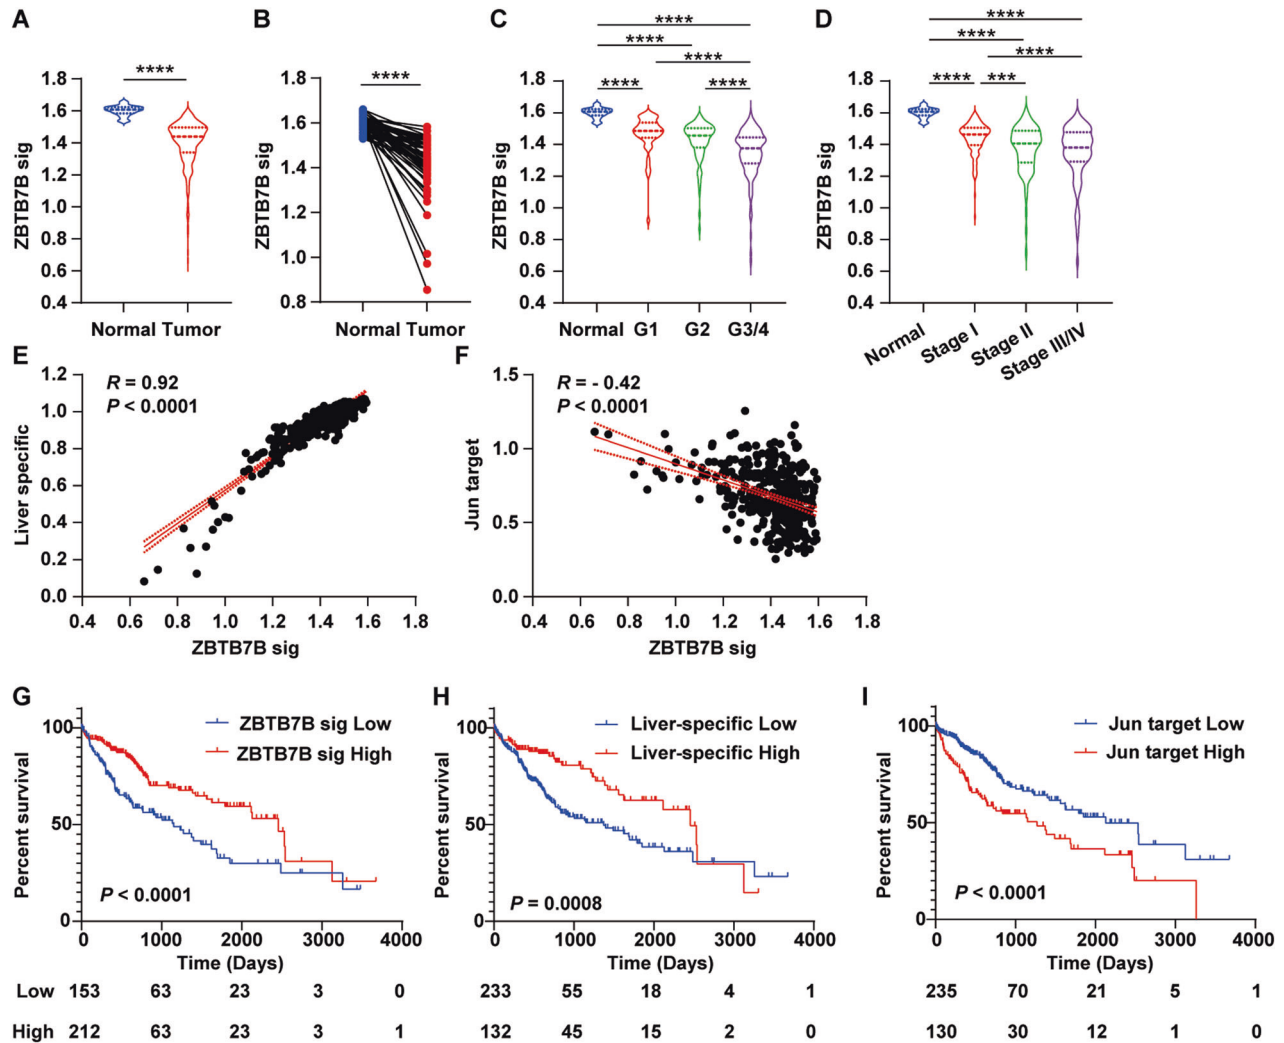 A
ZBTB7B sig
1.8
1.6
1.4
1.2
1.0
0.8
0.6
0.4
****
Normal Tumor
B
ZBTB7B sig
1.8
1.6
1.4
1.2
1.0
0.8
****
Normal Tumor
C
ZBTB7B sig
1.8
1.6
1.4
1.2
1.0
0.8
0.6
0.4
****
****
****
**** ****
Normal G1 G2 G3/4
D
ZBTB7B sig
1.8
1.6
1.4
1.2
1.0
0.8
0.6
0.4
****
****
****
**** ***
Normal
Stage I
Stage II
Stage III/IV
E
Liver specific
1.2
1.0
0.8
0.6
0.4
0.2
0.0
R = 0.92
P < 0.0001
0.4 0.6 0.8 1.0 1.2 1.4 1.6 1.8
ZBTB7B sig
F
Jun target
1.5
1.0
0.5
0.0
R = - 0.42
P < 0.0001
0.4 0.6 0.8 1.0 1.2 1.4 1.6 1.8
ZBTB7B sig
G
Percent survival
100
50
0
ZBTB7B sig Low
ZBTB7B sig High
P < 0.0001
0 1000 2000 3000 4000
Time (Days)
Low 153 63 23 3 0
High 212 63 23 3 1
H
Percent survival
100
50
0
Liver-specific Low
Liver-specific High
P = 0.0008
0 1000 2000 3000 4000
Time (Days)
233 55 18 4 1
132 45 15 2 0
I
Percent survival
100
50
0
Jun target Low
Jun target High
P < 0.0001
0 1000 2000 3000 4000
Time (Days)
235 70 21 5 1
130 30 12 1 0